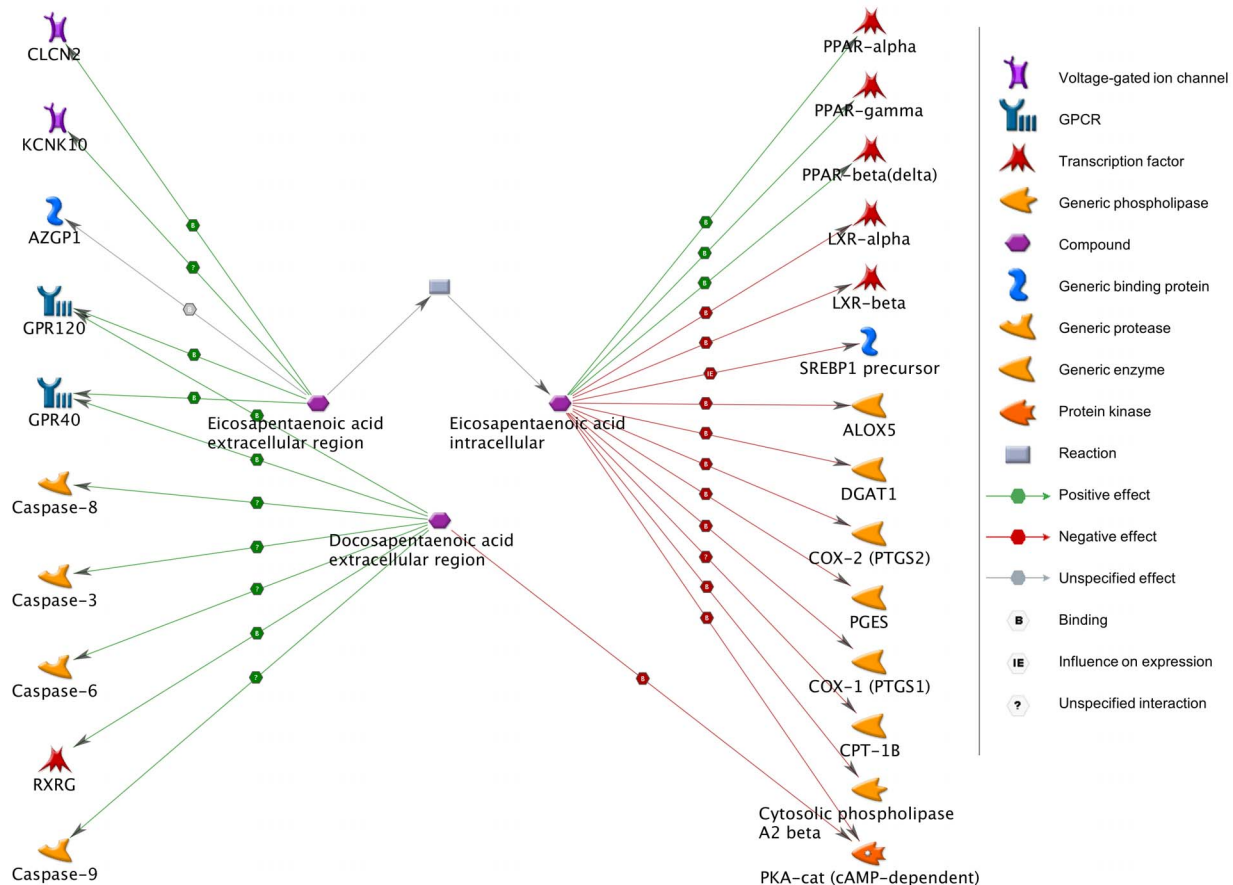 CLCN2
KCNK10
AZGP1
GPR120
GPR40
Caspase-8
Caspase-3
Caspase-6
RXRG
Caspase-9
Eicosapentaenoic acid
extracellular region
Docosapentaenoic acid
extracellular region
Eicosapentaenoic acid
intracellular
B
?
B
B
B
B
B
?
?
?
B
?
B
B
B
B
B
B
IE
B
B
B
B
B
?
B
B
PPAR-alpha
PPAR-gamma
PPAR-beta(delta)
LXR-alpha
LXR-beta
SREBP1 precursor
ALOX5
DGAT1
COX-2 (PTGS2)
PGES
COX-1 (PTGS1)
CPT-1B
Cytosolic phospholipase
A2 beta
PKA-cat (cAMP-dependent)
Voltage-gated ion channel
GPCR
Transcription factor
Generic phospholipase
Compound
Generic binding protein
Generic protease
Generic enzyme
Protein kinase
Reaction
Positive effect
Negative effect
Unspecified effect
B Binding
IE Influence on expression
? Unspecified interaction